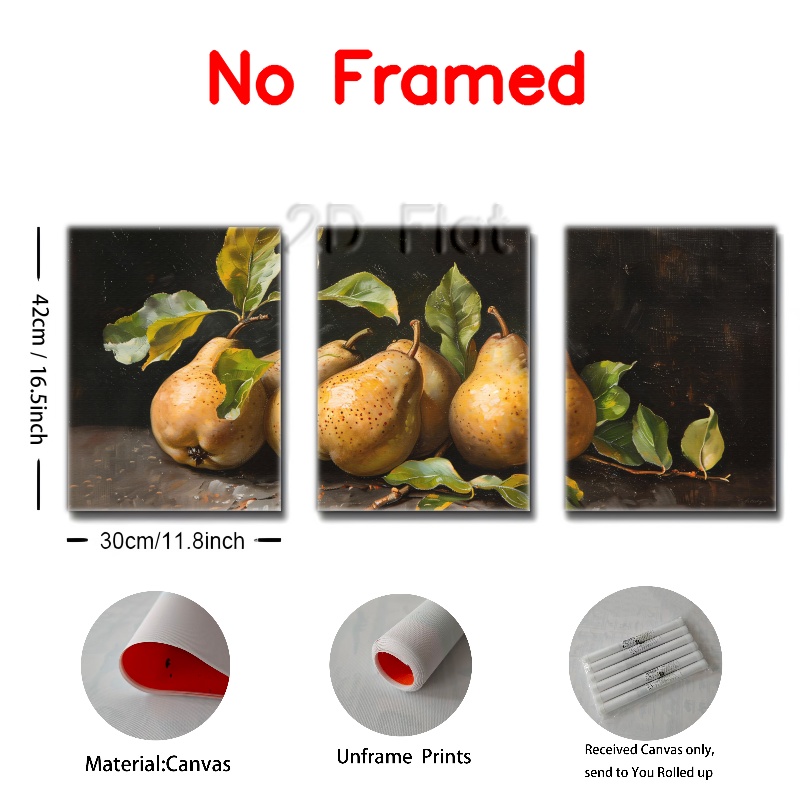 No Framed
2D Flat
42cm / 16.5inch
30cm/11.8inch
Material:Canvas
Unframe Prints
Received Canvas only,
send to You Rolled up